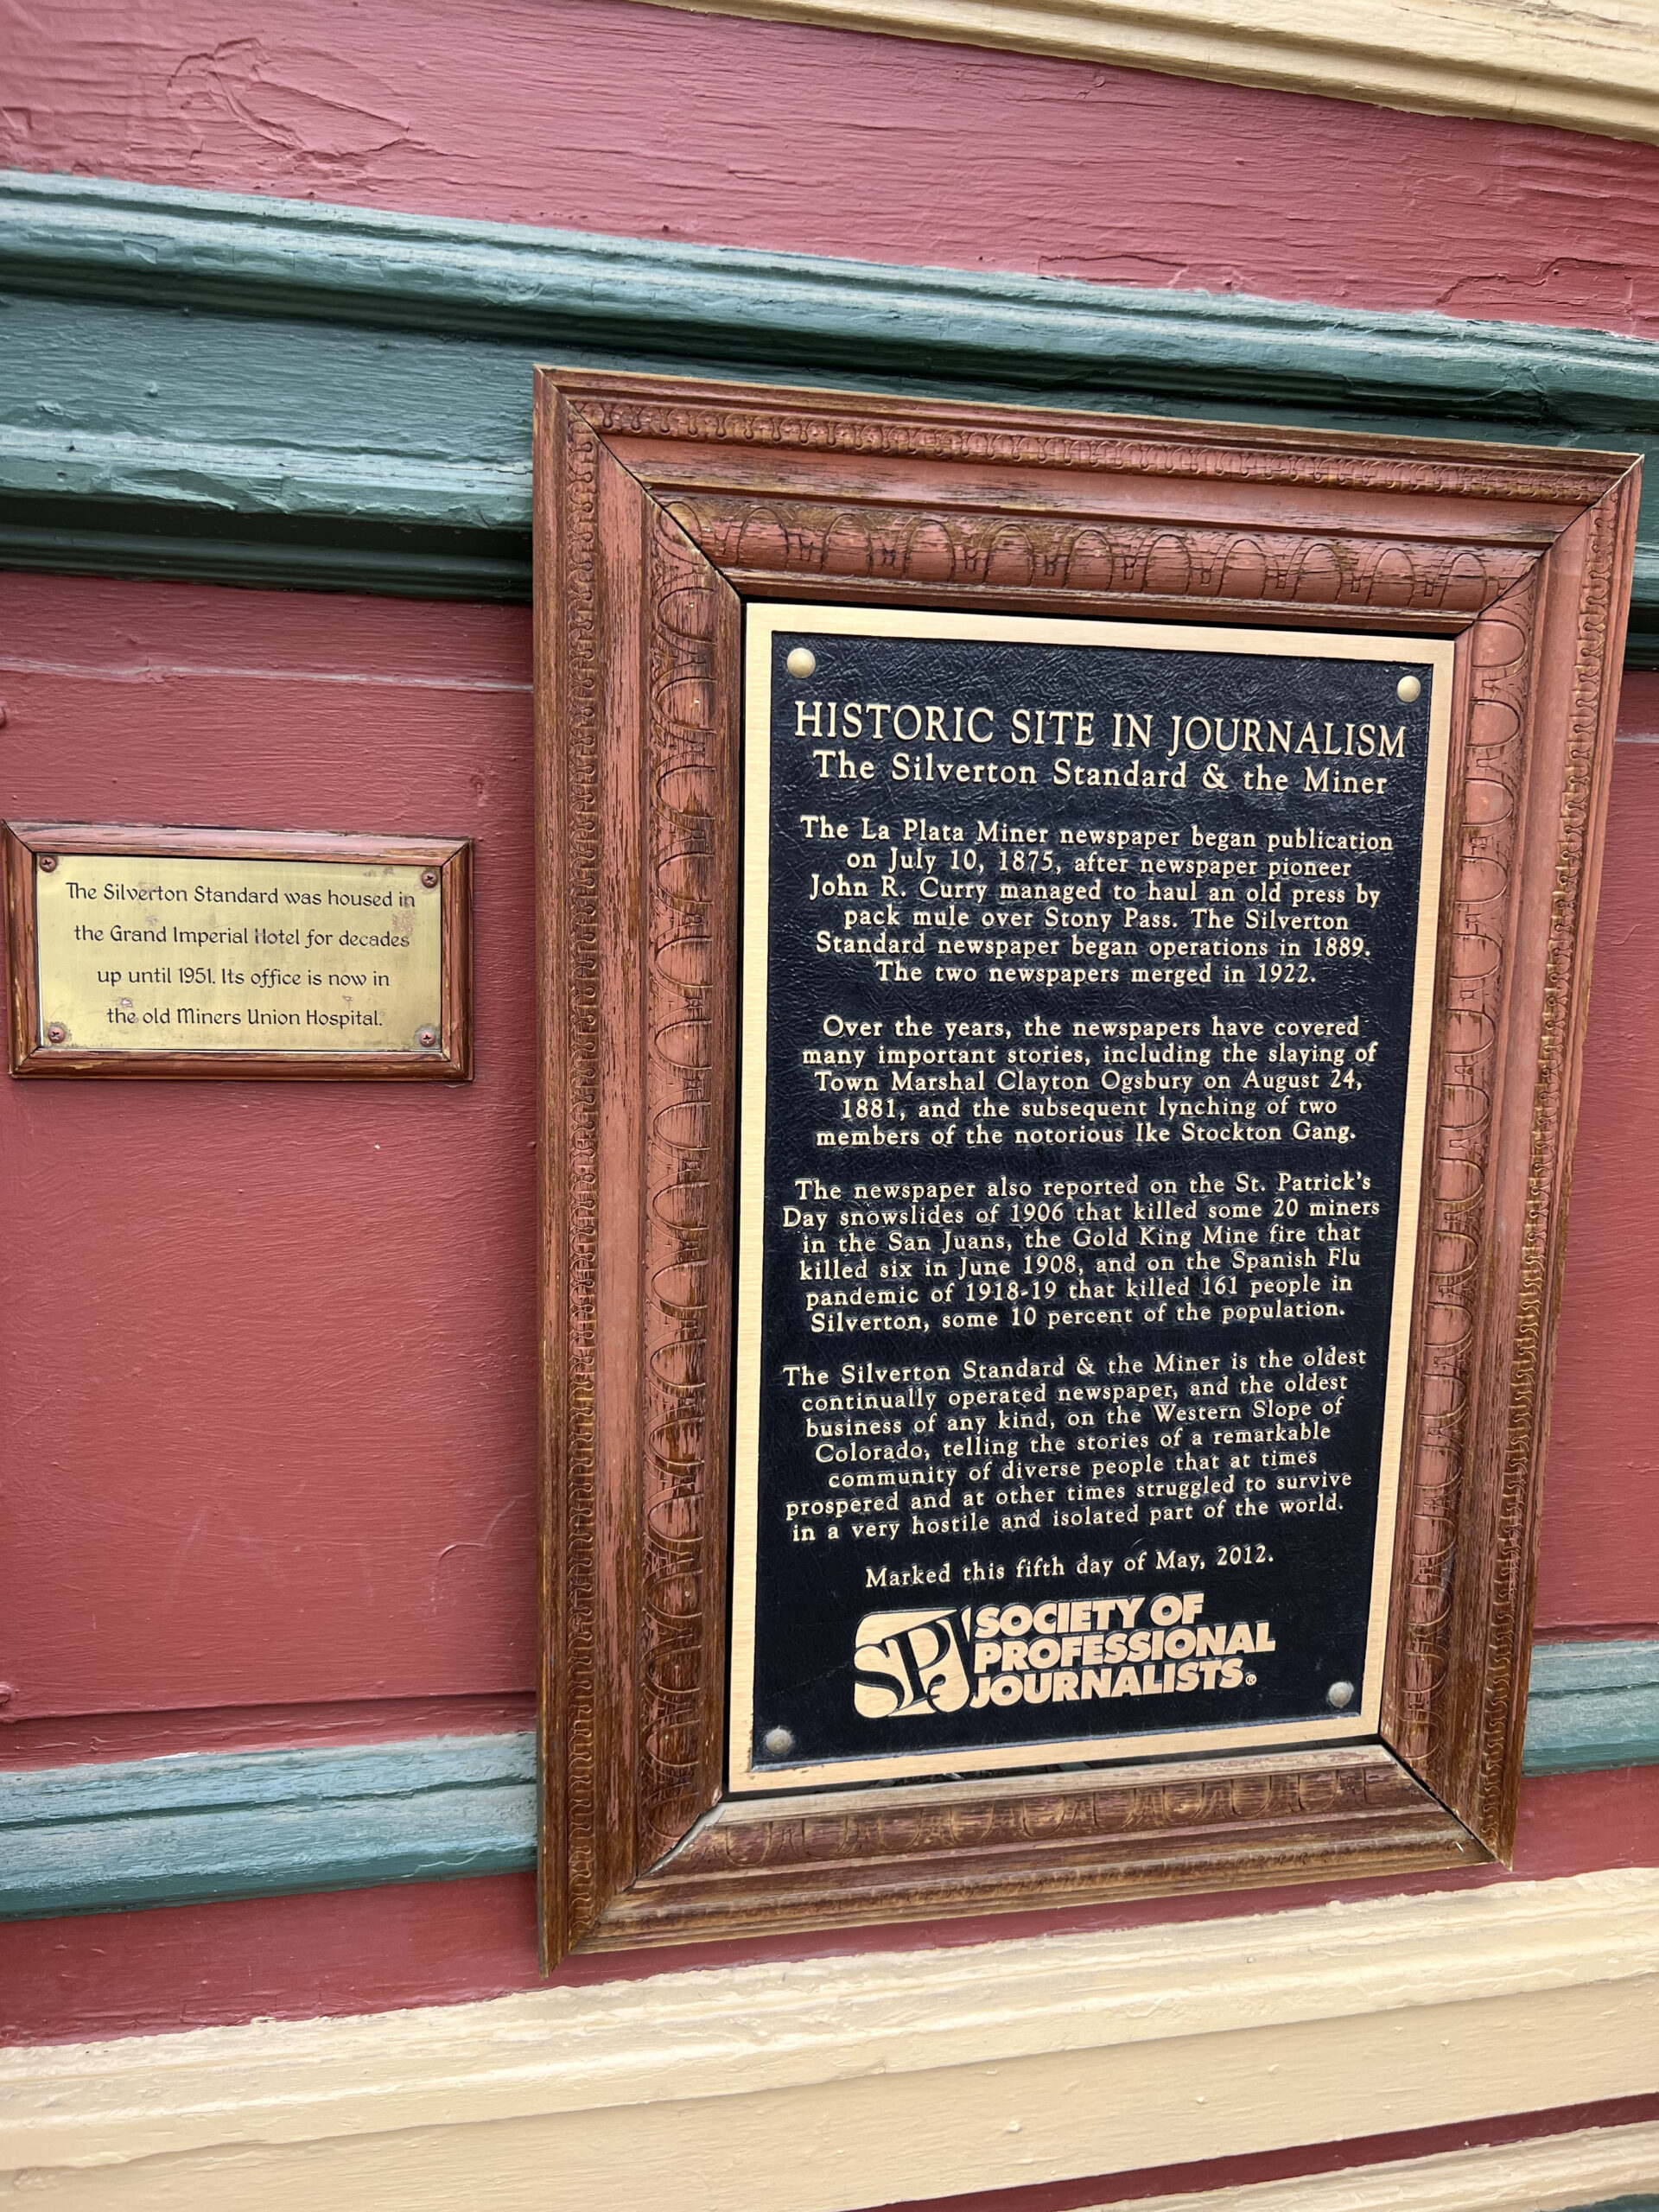 The Silverton Standard was housed in
the Grand Imperial Hotel for decades
up until 1951. Its office is now in
the old Miners Union Hospital.
HISTORIC SITE IN JOURNALISM
The Silverton Standard & the Miner
The La Plata Miner newspaper began publication
on July 10, 1875, after newspaper pioneer
John R. Curry managed to haul an old press by
pack mule over Stony Pass. The Silverton
Standard newspaper began operations in 1889.
The two newspapers merged in 1922.
Over the years, the newspapers have covered
many important stories, including the slaying of
Town Marshal Clayton Ogsbury on August 24,
1881, and the subsequent lynching of two
members of the notorious Ike Stockton Gang.
The newspaper also reported on the St. Patrick's
Day snowslides of 1906 that killed some 20 miners
in the San Juans, the Gold King Mine fire that
killed six in June 1908, and on the Spanish Flu
pandemic of 1918-19 that killed 161 people in
Silverton, some 10 percent of the population.
The Silverton Standard & the Miner is the oldest
continually operated newspaper, and the oldest
business of any kind, on the Western Slope of
Colorado, telling the stories of a remarkable
community of diverse people that at times
prospered and at other times struggled to survive
in a very hostile and isolated part of the world.
Marked this fifth day of May, 2012.
SPJ SOCIETY OF
PROFESSIONAL
JOURNALISTS®